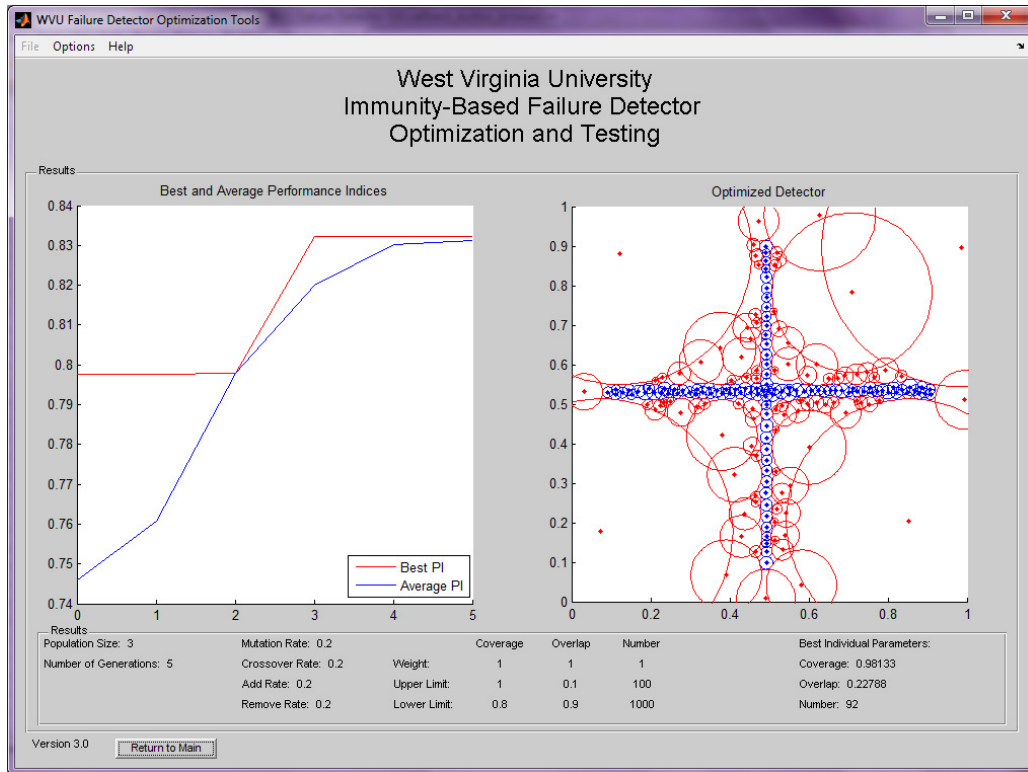 WVU Failure Detector Optimization Tools
File Options Help
West Virginia University
Immunity-Based Failure Detector
Optimization and Testing
Results
Best and Average Performance Indices
0.84
0.83
0.82
0.81
0.8
0.79
0.78
0.77
0.76
0.75
0.74
0 1 2 3 4 5
Best PI
Average PI
Optimized Detector
1
0.9
0.8
0.7
0.6
0.5
0.4
0.3
0.2
0.1
0
0 0.2 0.4 0.6 0.8 1
Results
Population Size: 3 Mutation Rate: 0.2 Coverage Overlap Number Best Individual Parameters:
Number of Generations: 5 Crossover Rate: 0.2 Weight: 1 1 1 Coverage: 0.98133
Add Rate: 0.2 Upper Limit: 1 0.1 100 Overlap: 0.22788
Remove Rate: 0.2 Lower Limit: 0.8 0.9 1000 Number: 92
Version 3.0 Return to Main